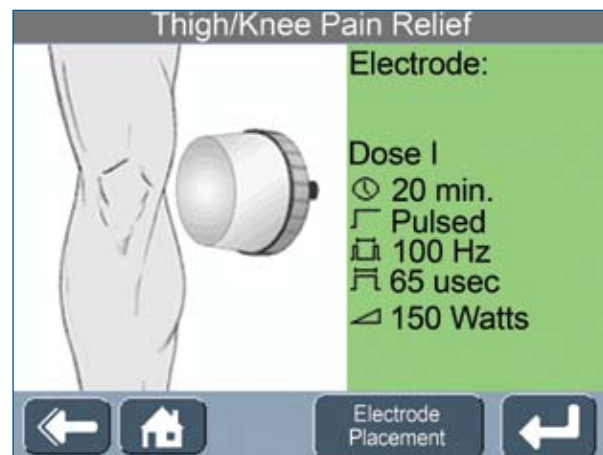 Thigh/Knee Pain Relief
Electrode:
Dose I
20 min.
Pulsed
100 Hz
65 usec
150 Watts
Electrode
Placement